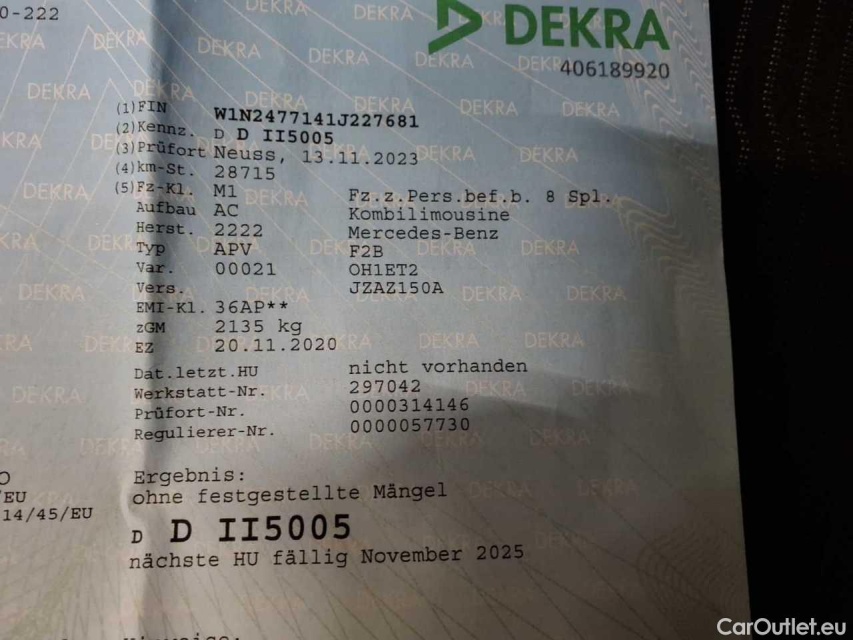 0-222
DEKRA
406189920
(1)FIN W1N2477141J227681
(2)Kennz. D D II5005
(3)Prüfort Neuss, 13.11.2023
(4)km-St. 28715
(5)Fz-Kl. M1 Fz.z.Pers.bef.b. 8 Spl.
Aufbau AC Kombilimousine
Herst. 2222 Mercedes-Benz
Typ APV F2B
Var. 00021 OH1ET2
Vers. JZAZ150A
EMI-Kl. 36AP**
zGM 2135 kg
EZ 20.11.2020
Dat.letzt.HU nicht vorhanden
Werkstatt-Nr. 297042
Prüfort-Nr. 0000314146
Regulierer-Nr. 0000057730
Ergebnis:
ohne festgestellte Mängel
/EU
14/45/EU
D D II5005
nächste HU fällig November 2025
CarOutlet.eu